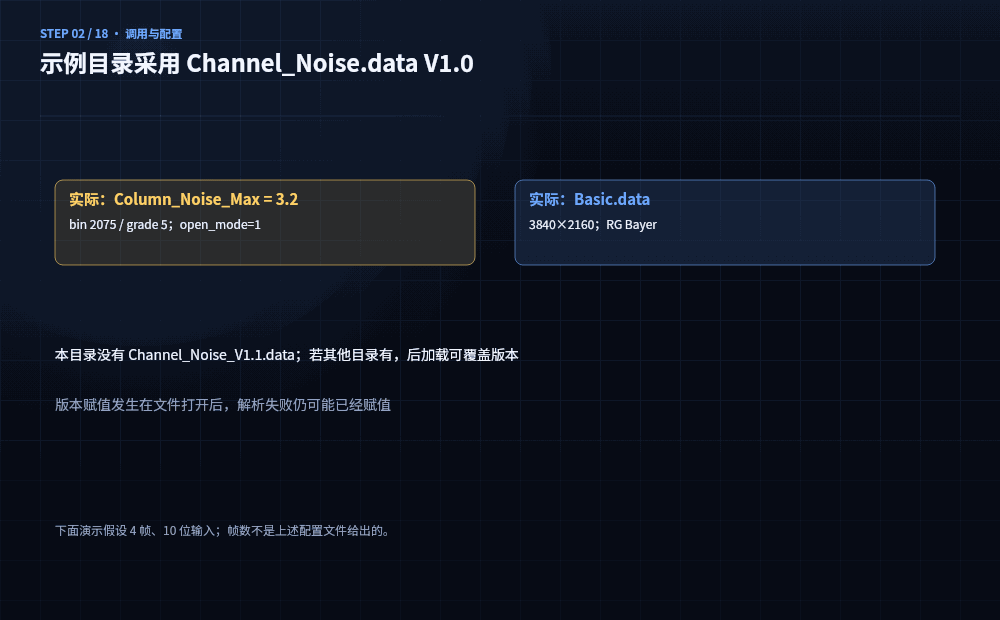 STEP 02 / 18 · 调用与配置
示例目录采用 Channel_Noise.data V1.0
实际：Column_Noise_Max = 3.2
bin 2075 / grade 5；open_mode=1
实际：Basic.data
3840×2160；RG Bayer
本目录没有 Channel_Noise_V1.1.data；若其他目录有，后加载可覆盖版本
版本赋值发生在文件打开后，解析失败仍可能已经赋值
下面演示假设 4 帧、10 位输入；帧数不是上述配置文件给出的。